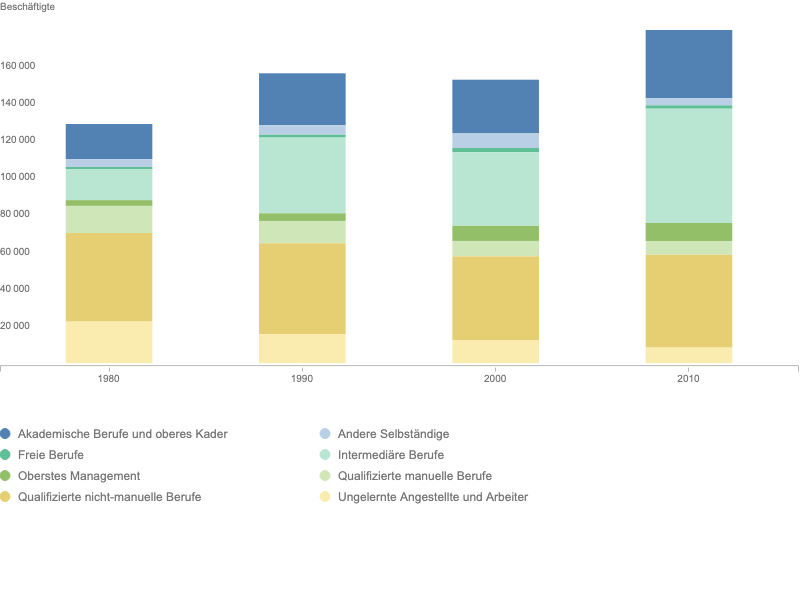 Beschäftigte
160 000
140 000
120 000
100 000
80 000
60 000
40 000
20 000
1980 1990 2000 2010
Akademische Berufe und oberes Kader Andere Selbständige
Freie Berufe Intermediäre Berufe
Oberstes Management Qualifizierte manuelle Berufe
Qualifizierte nicht-manuelle Berufe Ungelernte Angestellte und Arbeiter